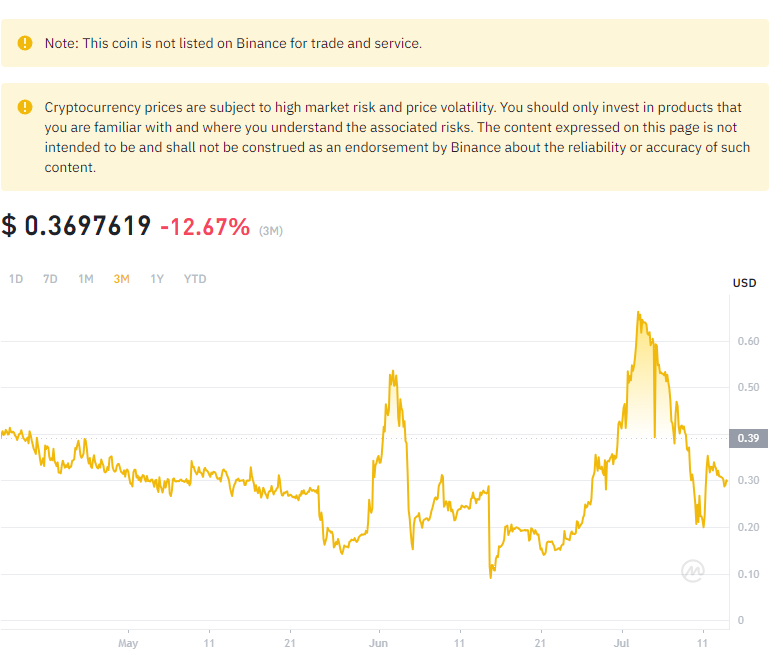 Note: This coin is not listed on Binance for trade and service.
Cryptocurrency prices are subject to high market risk and price volatility. You should only invest in products that
you are familiar with and where you understand the associated risks. The content expressed on this page is not
intended to be and shall not be construed as an endorsement by Binance about the reliability or accuracy of such
content.
$ 0.3697619 -12.67% (3M)
1D 7D 1M 3M 1Y YTD
USD
0.60
0.50
0.39
0.30
0.20
0.10
0
May 11 21 Jun 11 21 Jul 11